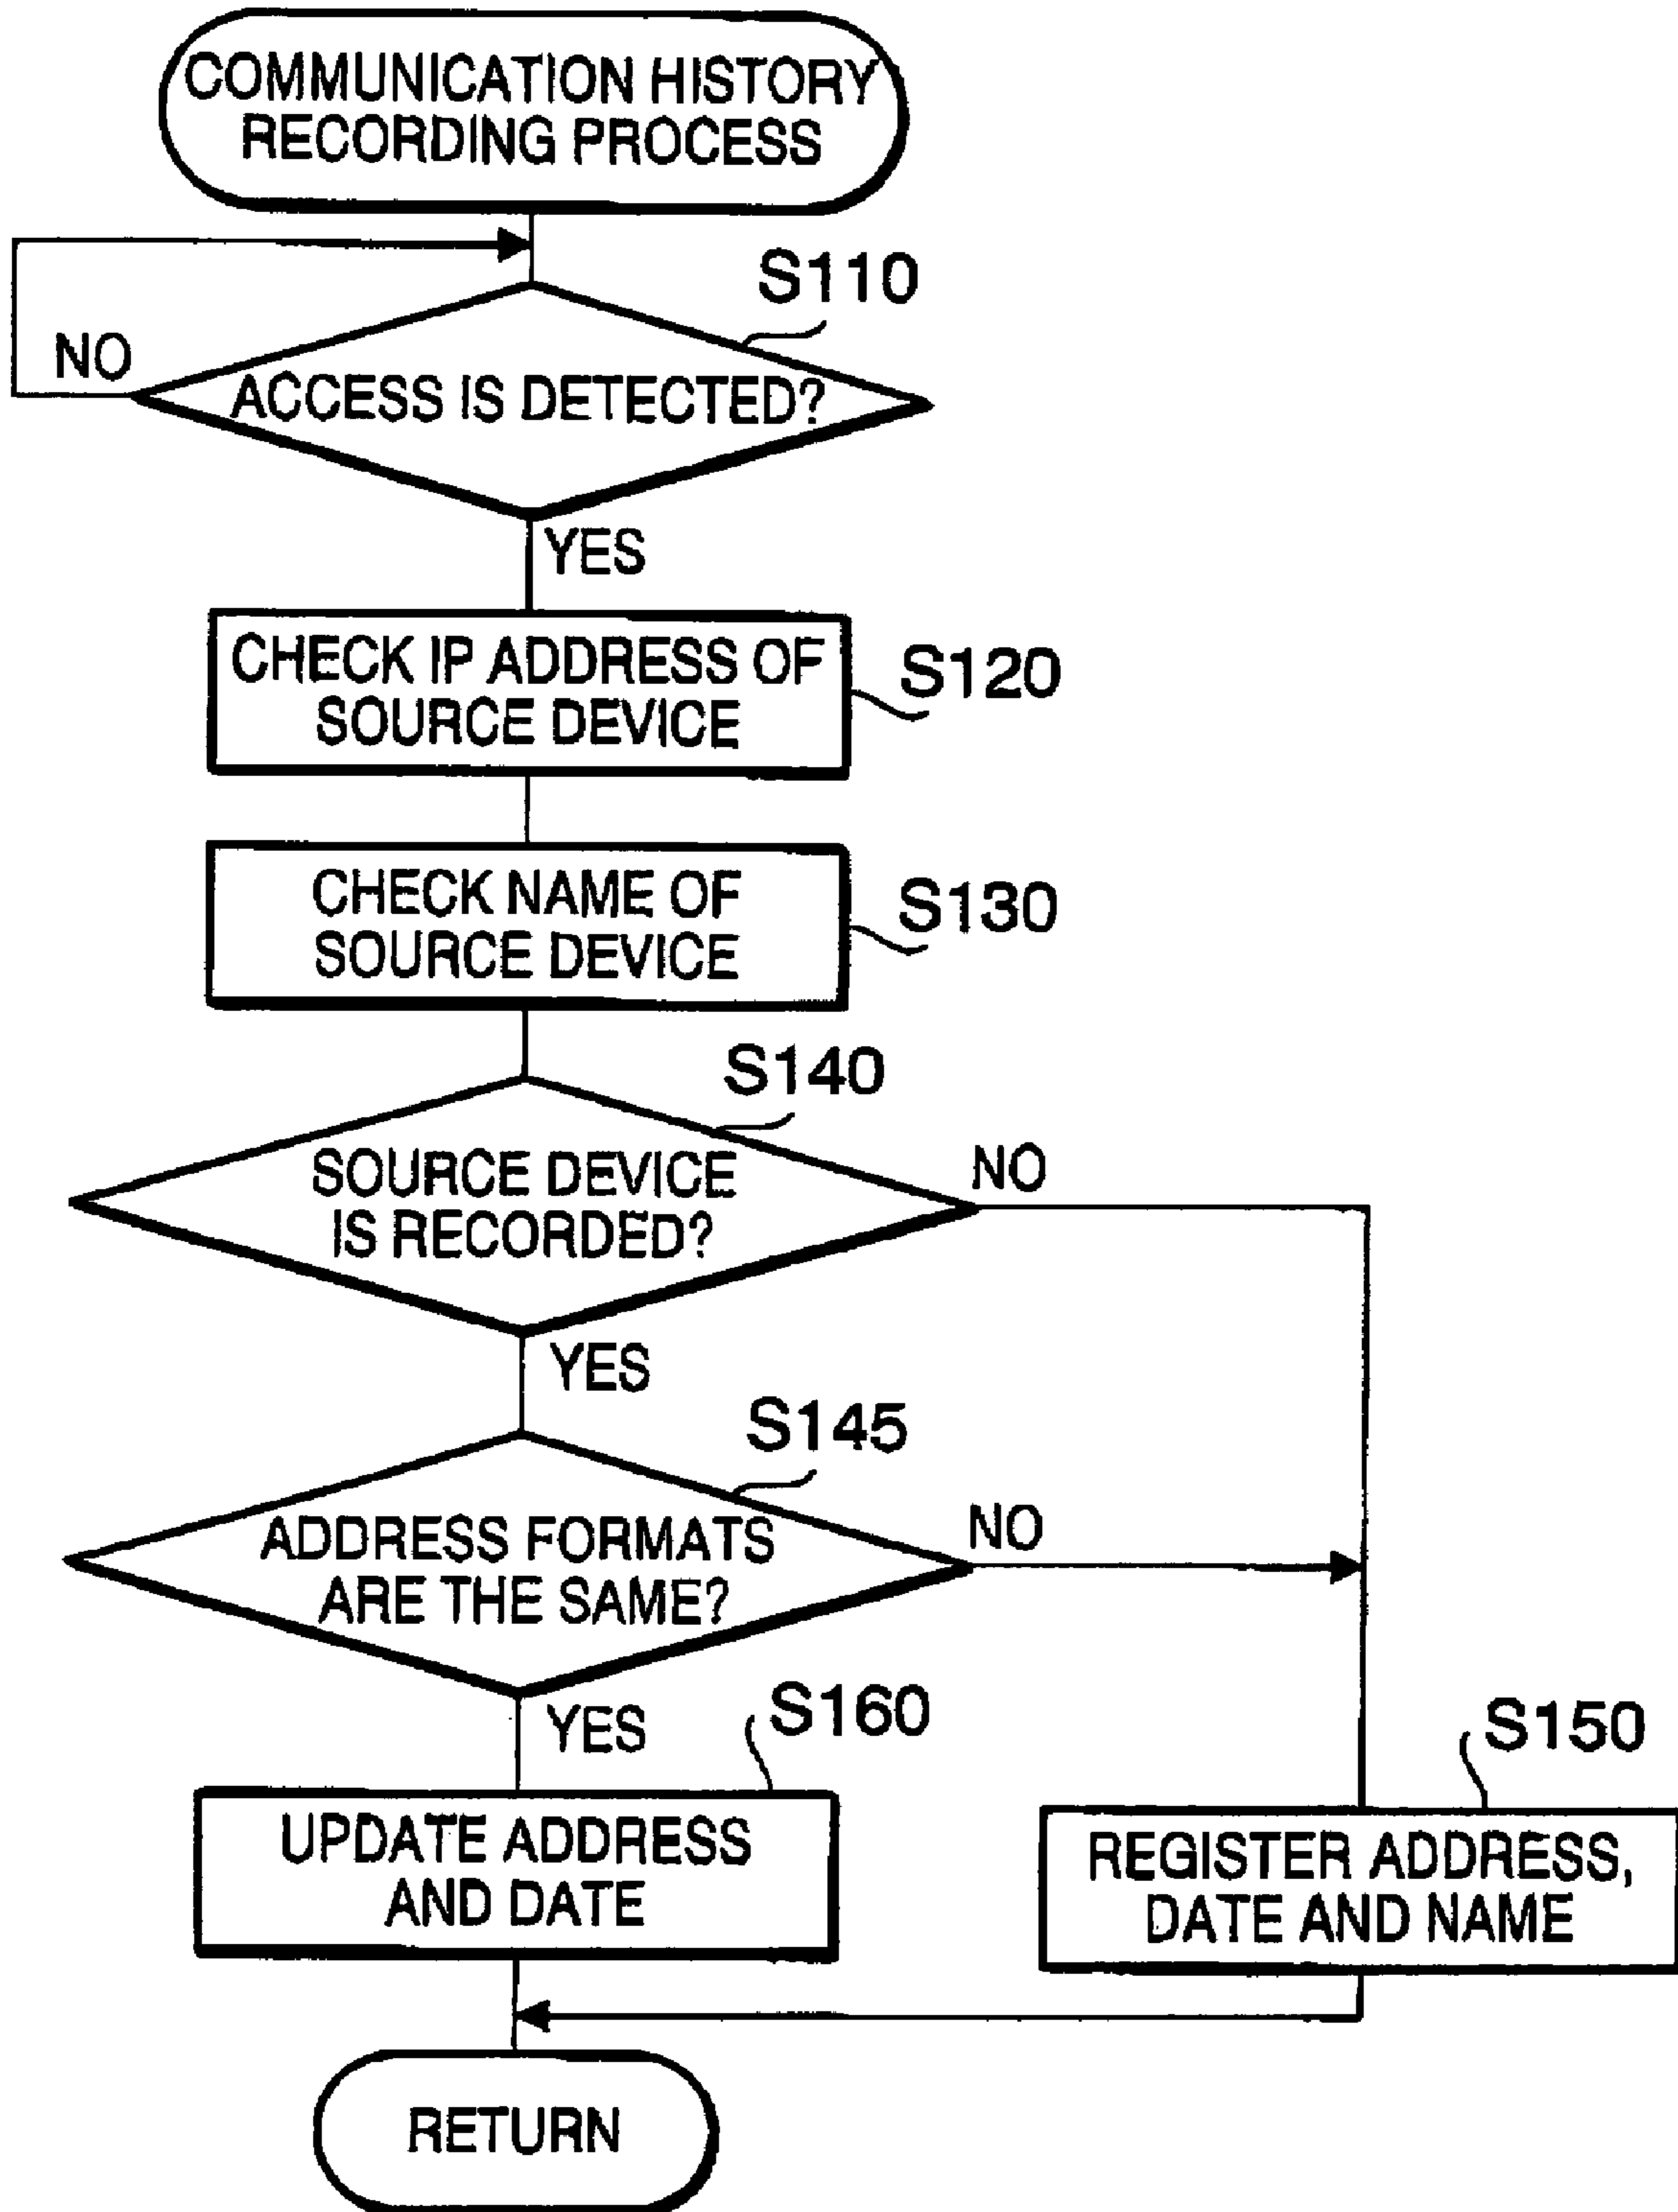 COMMUNICATION HISTORY
RECORDING PROCESS
S110
NO
ACCESS IS DETECTED?
YES
CHECK IP ADDRESS OF
SOURCE DEVICE
S120
CHECK NAME OF
SOURCE DEVICE
S130
S140
SOURCE DEVICE
IS RECORDED?
NO
YES
S145
ADDRESS FORMATS
ARE THE SAME?
NO
YES
S160
UPDATE ADDRESS
AND DATE
S150
REGISTER ADDRESS,
DATE AND NAME
RETURN